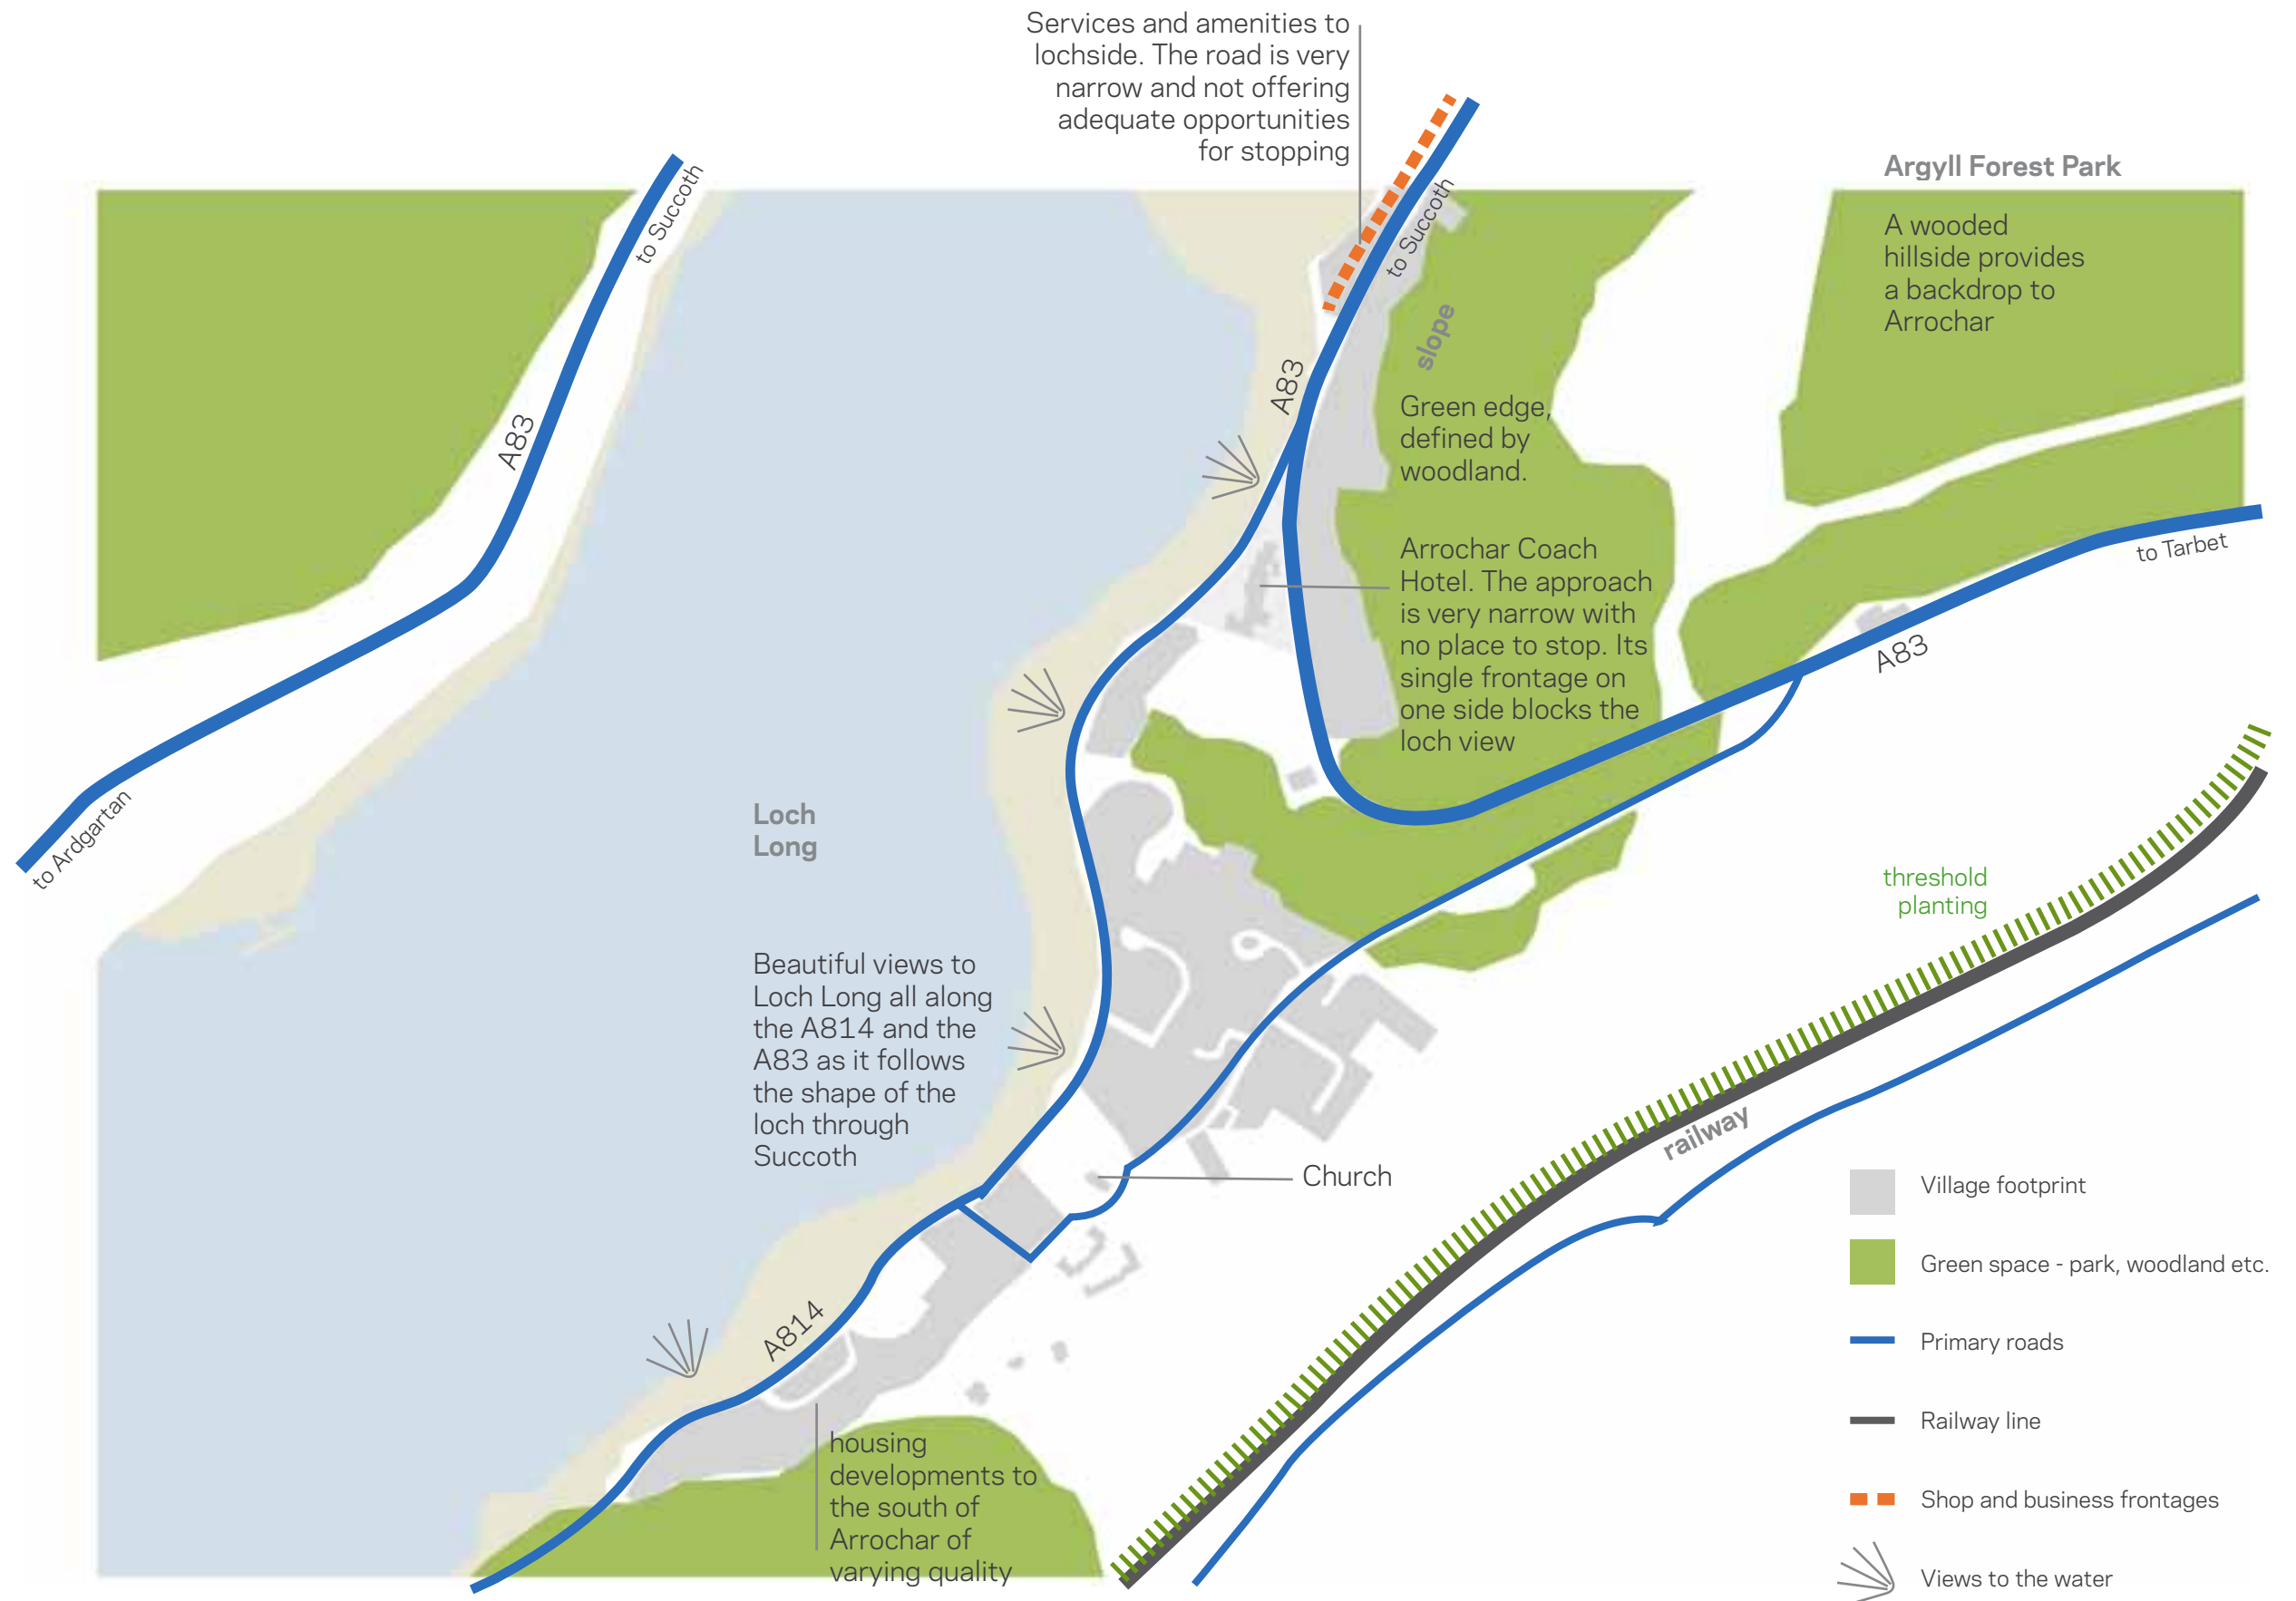 Services and amenities to
lochside. The road is very
narrow and not offering
adequate opportunities
for stopping
Argyll Forest Park
A wooded
hillside provides
a backdrop to
Arrochar
to Succoth
to Succoth
slope
A83
A83
Green edge,
defined by
woodland.
Arrochar Coach
Hotel. The approach
is very narrow with
no place to stop. Its
single frontage on
one side blocks the
loch view
to Tarbet
A83
to Ardgartan
Loch
Long
threshold
planting
Beautiful views to
Loch Long all along
the A814 and the
A83 as it follows
the shape of the
loch through
Succoth
railway
Church
A814
housing
developments to
the south of
Arrochar of
varying quality
Village footprint
Green space - park, woodland etc.
Primary roads
Railway line
Shop and business frontages
Views to the water